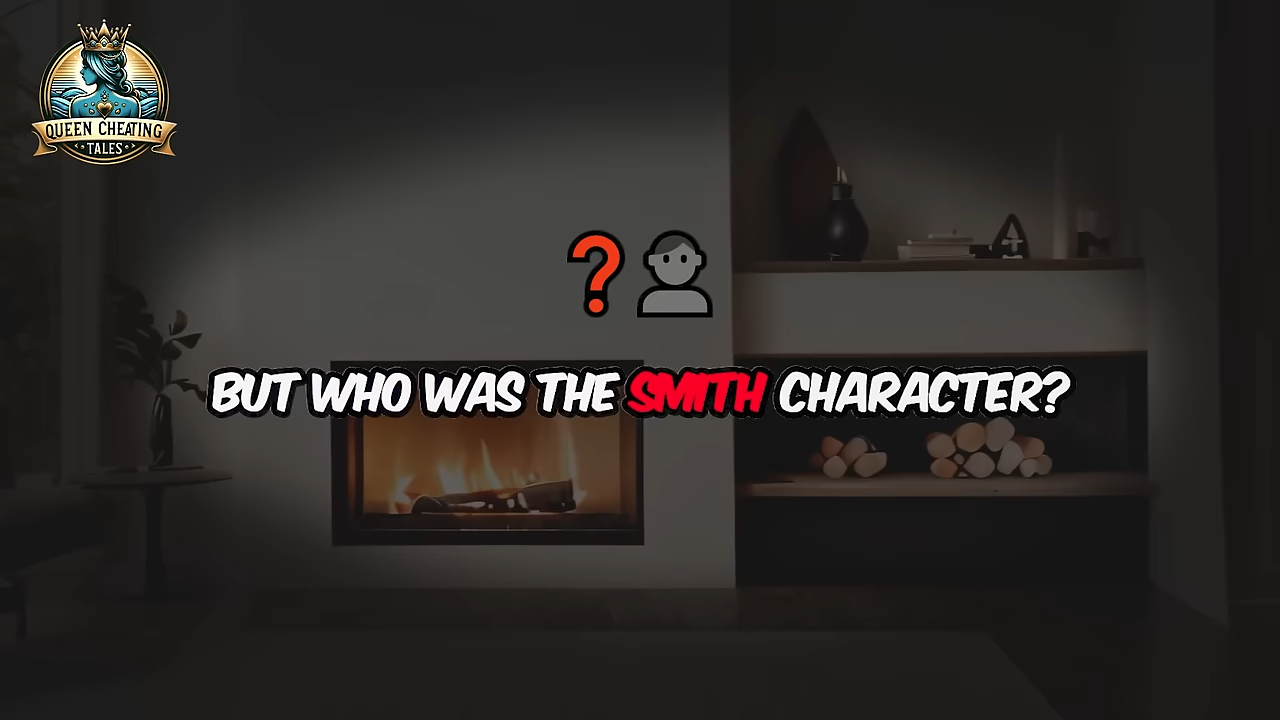 QUEEN CHEATING
TALES
BUT WHO WAS THE SMITH CHARACTER?